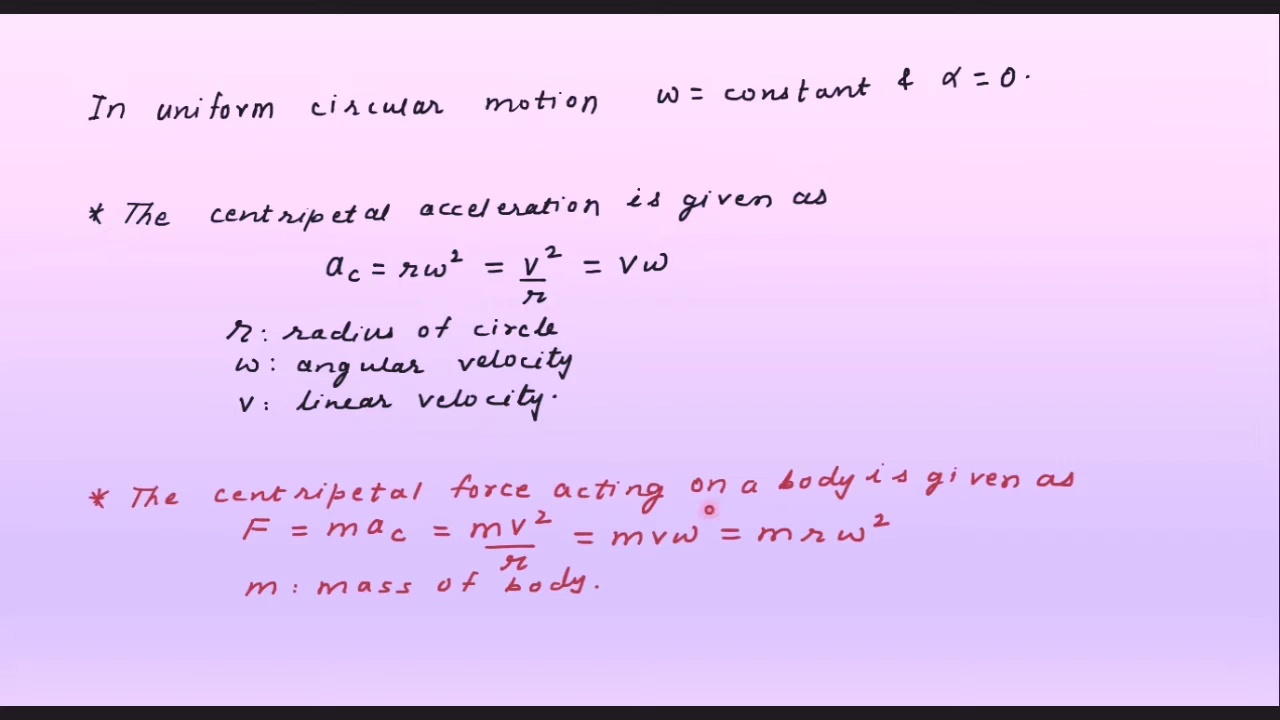 In uniform circular motion ω = constant & α = 0.
* The centripetal acceleration is given as
a_c = rω² = v²/r = vω
r: radius of circle
ω: angular velocity
v: linear velocity.
* The centripetal force acting on a body is given as
F = ma_c = mv²/r = mvω = mrω²
m: mass of body.